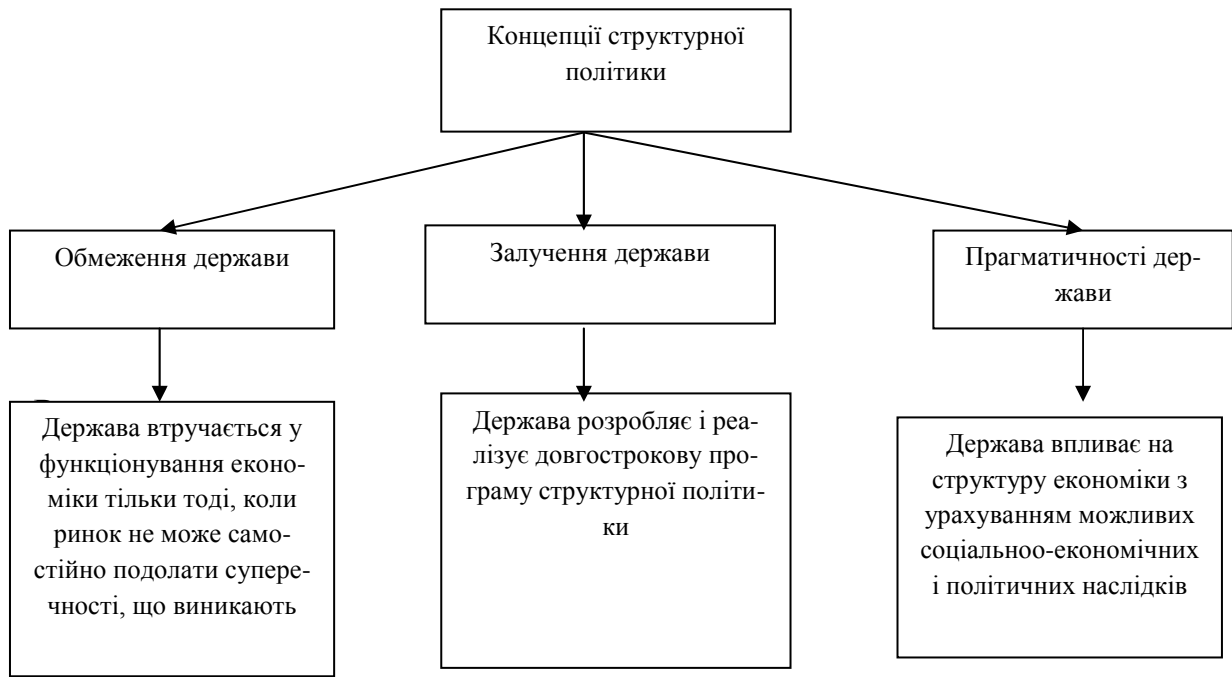 Концепції структурної
політики
Обмеження держави
Залучення держави
Прагматичності дер-
жави
Держава втручається у
функціонування еконо-
міки тільки тоді, коли
ринок не може само-
стійно подолати супере-
чності, що виникають
Держава розробляє і реа-
лізує довгострокову про-
граму структурної політи-
ки
Держава впливає на
структуру економіки з
урахуванням можливих
соціальноо-економічних
і політичних наслідків